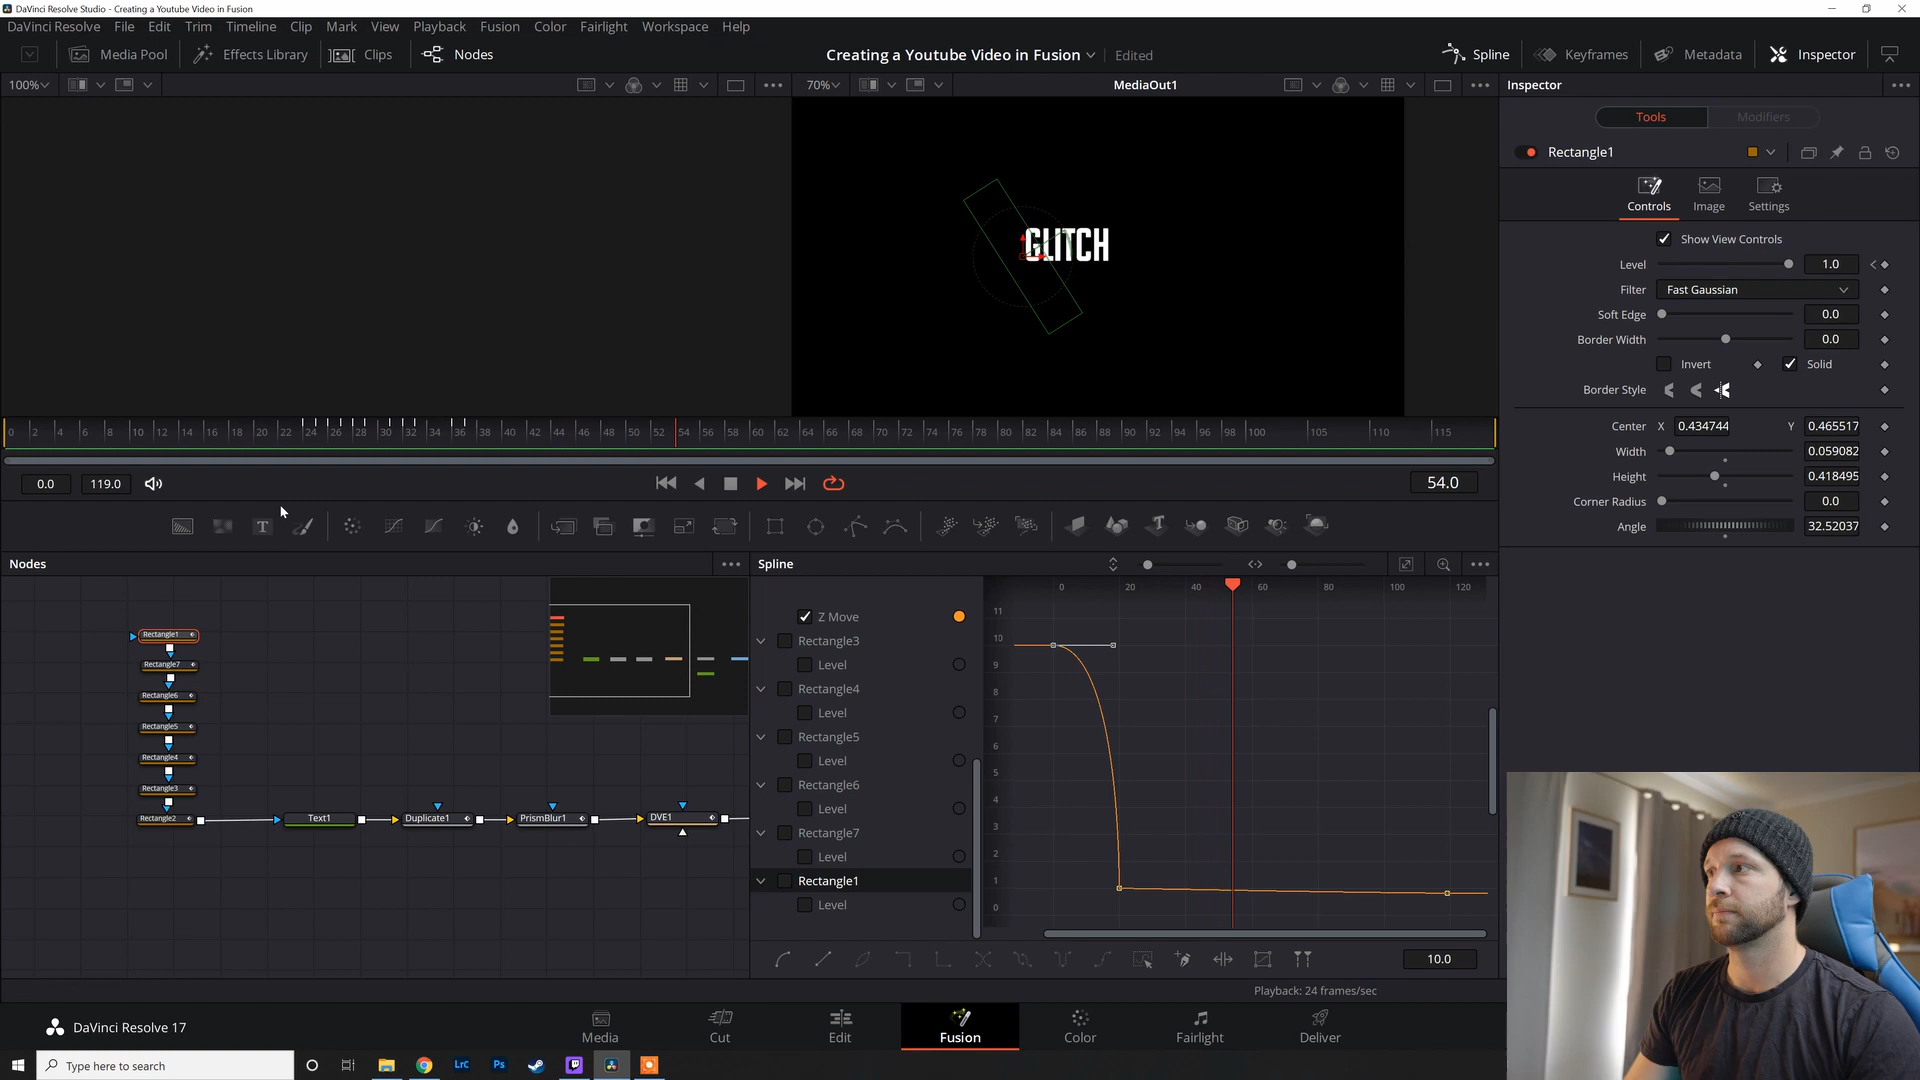 DaVinci Resolve Studio - Creating a Youtube Video in Fusion
DaVinci Resolve File Edit Trim Timeline Clip Mark View Playback Fusion Color Fairlight Workspace Help
Media Pool Effects Library Clips Nodes Creating a Youtube Video in Fusion Edited Spline Keyframes Metadata Inspector
100% 70% MediaOut1 Inspector
Tools Modifiers
Rectangle1
Controls Image Settings
Show View Controls
Level 1.0
Filter Fast Gaussian
Soft Edge 0.0
Border Width 0.0
Invert Solid
Border Style
Center X 0.434744 Y 0.465517
Width 0.059082
Height 0.418495
Corner Radius 0.0
Angle 32.52037
GLITCH
0 2 4 6 8 10 12 14 16 18 20 22 24 26 28 30 32 34 36 38 40 42 44 46 48 50 52 54 56 58 60 62 64 66 68 70 72 74 76 78 80 82 84 86 88 90 92 94 96 98 100 105 110 115
0.0 119.0 54.0
T
Nodes
Rectangle1
Rectangle7
Rectangle6
Rectangle5
Rectangle4
Rectangle3
Rectangle2 Text1 Duplicate1 PrismBlur1 DVE1
Spline
Z Move
Rectangle3
Level
Rectangle4
Level
Rectangle5
Level
Rectangle6
Level
Rectangle7
Level
Rectangle1
Level
0 20 40 60 80 100 120
11
10
9
8
7
6
5
4
3
2
1
0
10.0
Playback: 24 frames/sec
DaVinci Resolve 17
Media Cut Edit Fusion Color Fairlight Deliver
Type here to search
LrC Ps